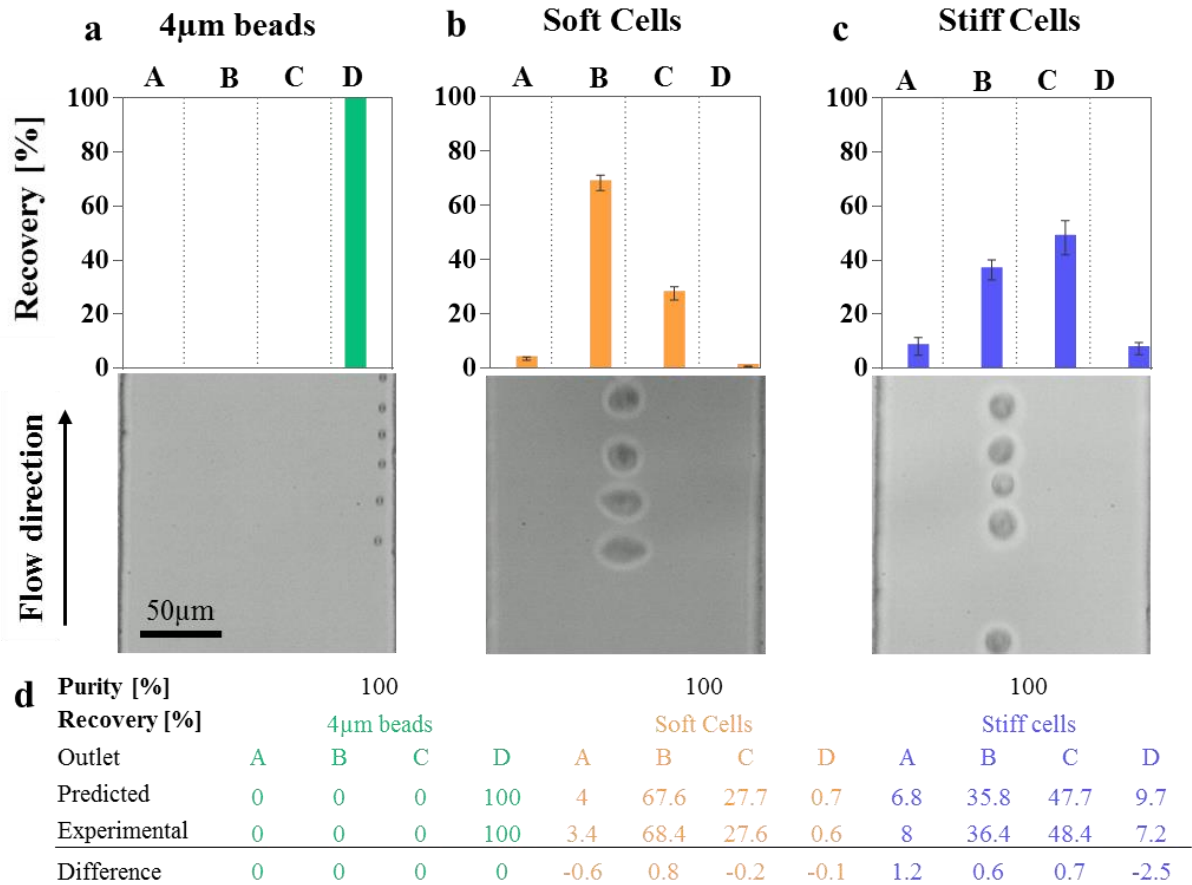 a 4µm beads
b Soft Cells
c Stiff Cells
A B C D
A B C D
A B C D
Recovery [%]
100
80
60
40
20
0
100
80
60
40
20
0
100
80
60
40
20
0
Flow direction
50µm
d Purity [%] 100 100 100
Recovery [%] 4µm beads Soft Cells Stiff cells
Outlet A B C D A B C D A B C D
Predicted 0 0 0 100 4 67.6 27.7 0.7 6.8 35.8 47.7 9.7
Experimental 0 0 0 100 3.4 68.4 27.6 0.6 8 36.4 48.4 7.2
Difference 0 0 0 0 -0.6 0.8 -0.2 -0.1 1.2 0.6 0.7 -2.5